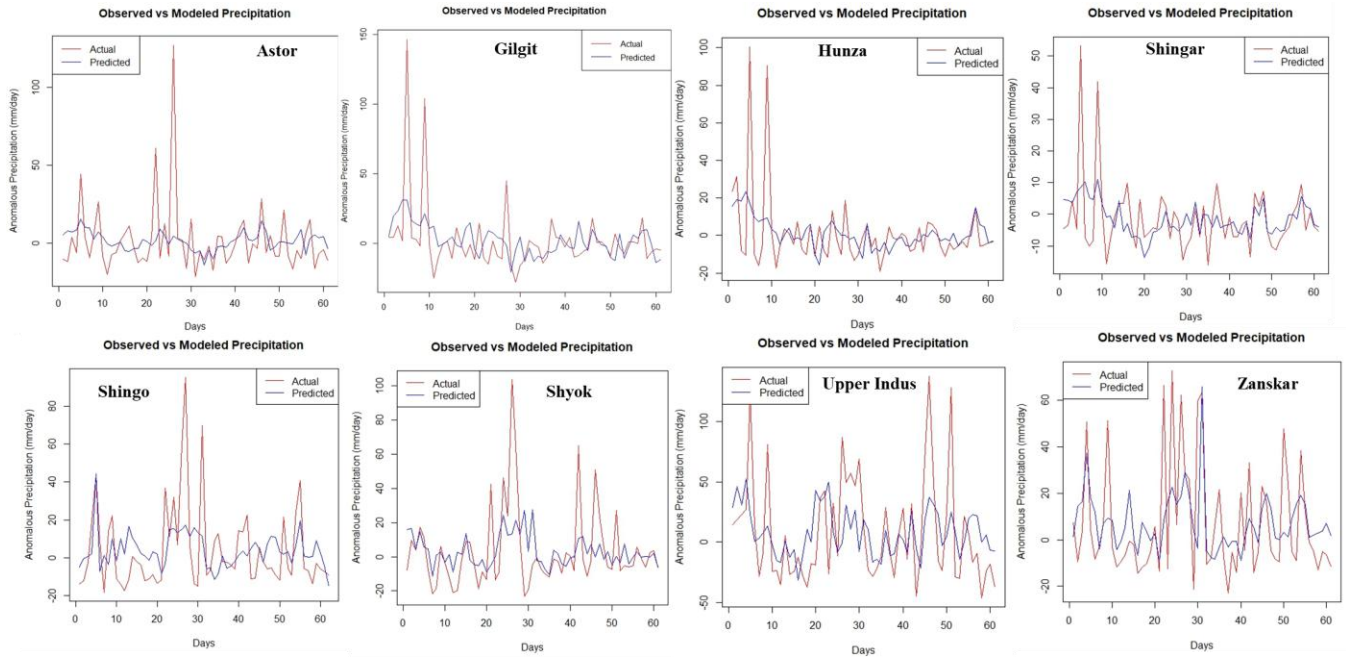 Observed vs Modeled Precipitation
Astor
Actual
Predicted
Anomalous Precipitation (mm/day)
100
50
0
0 10 20 30 40 50 60
Days
Observed vs Modeled Precipitation
Gilgit
Actual
Predicted
Anomalous Precipitation (mm/day)
150
100
50
0
0 10 20 30 40 50 60
Days
Observed vs Modeled Precipitation
Hunza
Actual
Predicted
Anomalous Precipitation (mm/day)
100
80
60
40
20
0
-20
0 10 20 30 40 50 60
Days
Observed vs Modeled Precipitation
Shingar
Actual
Predicted
Anomalous Precipitation (mm/day)
50
40
30
20
10
0
-10
0 10 20 30 40 50 60
Days
Observed vs Modeled Precipitation
Shingo
Actual
Predicted
Anomalous Precipitation (mm/day)
80
60
40
20
0
-20
0 10 20 30 40 50 60
Days
Observed vs Modeled Precipitation
Shyok
Actual
Predicted
Anomalous Precipitation (mm/day)
100
80
60
40
20
0
-20
0 10 20 30 40 50 60
Days
Observed vs Modeled Precipitation
Upper Indus
Actual
Predicted
Anomalous Precipitation (mm/day)
100
50
0
-50
0 10 20 30 40 50 60
Days
Observed vs Modeled Precipitation
Zanskar
Actual
Predicted
Anomalous Precipitation (mm/day)
60
40
20
0
-20
0 10 20 30 40 50 60
Days